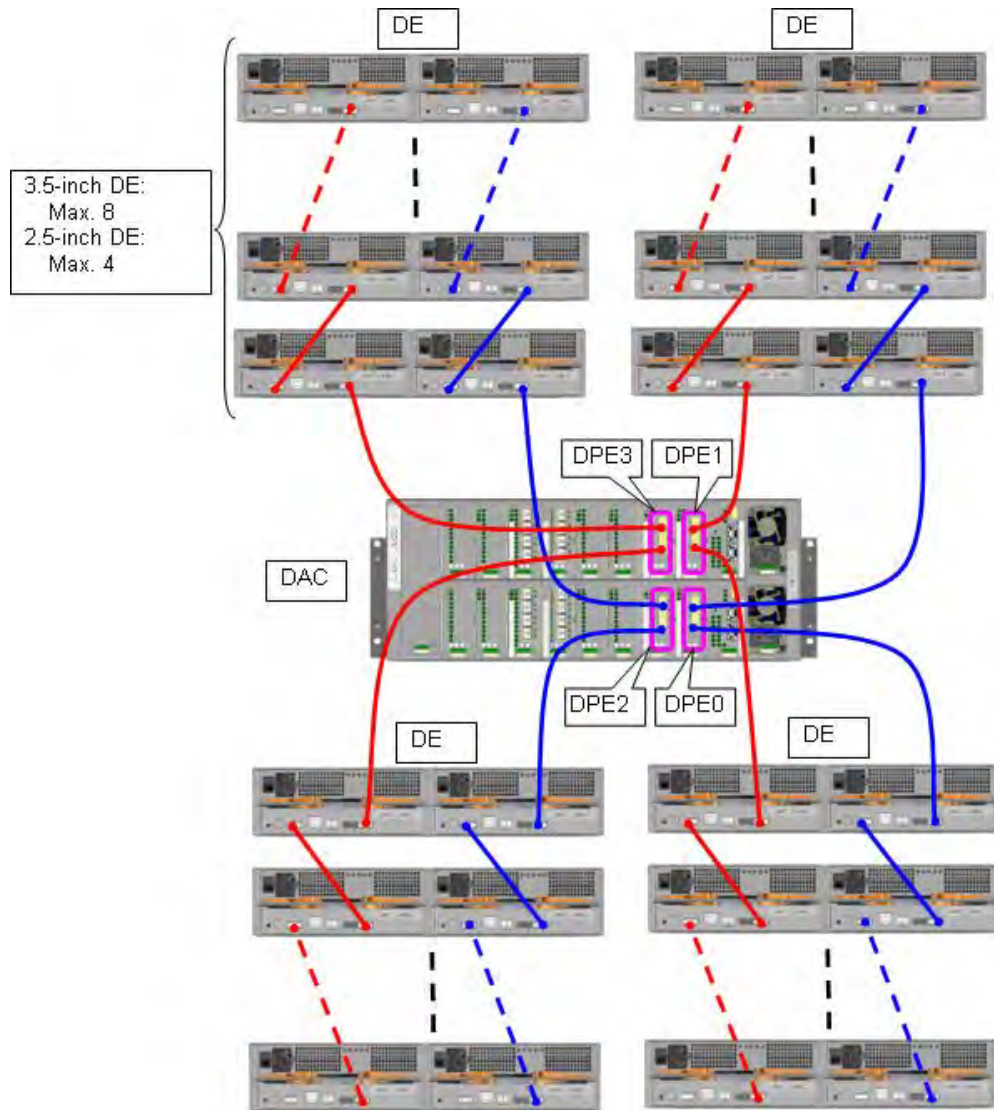 DE
DE
3.5-inch DE:
Max. 8
2.5-inch DE:
Max. 4
DPE3
DPE1
DAC
DPE2
DPE0
DE
DE